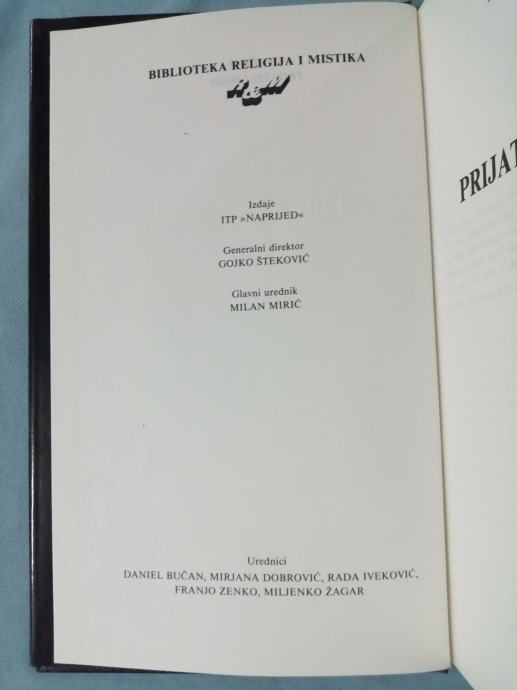 BIBLIOTEKA RELIGIJA I MISTIKA
R&M
Izdaje
ITP »NAPRIJED«
Generalni direktor
GOJKO ŠTEKOVIĆ
Glavni urednik
MILAN MIRIĆ
Urednici
DANIEL BUČAN, MIRJANA DOBROVIĆ, RADA IVEKOVIĆ,
FRANJO ZENKO, MILJENKO ŽAGAR
PRIJAT